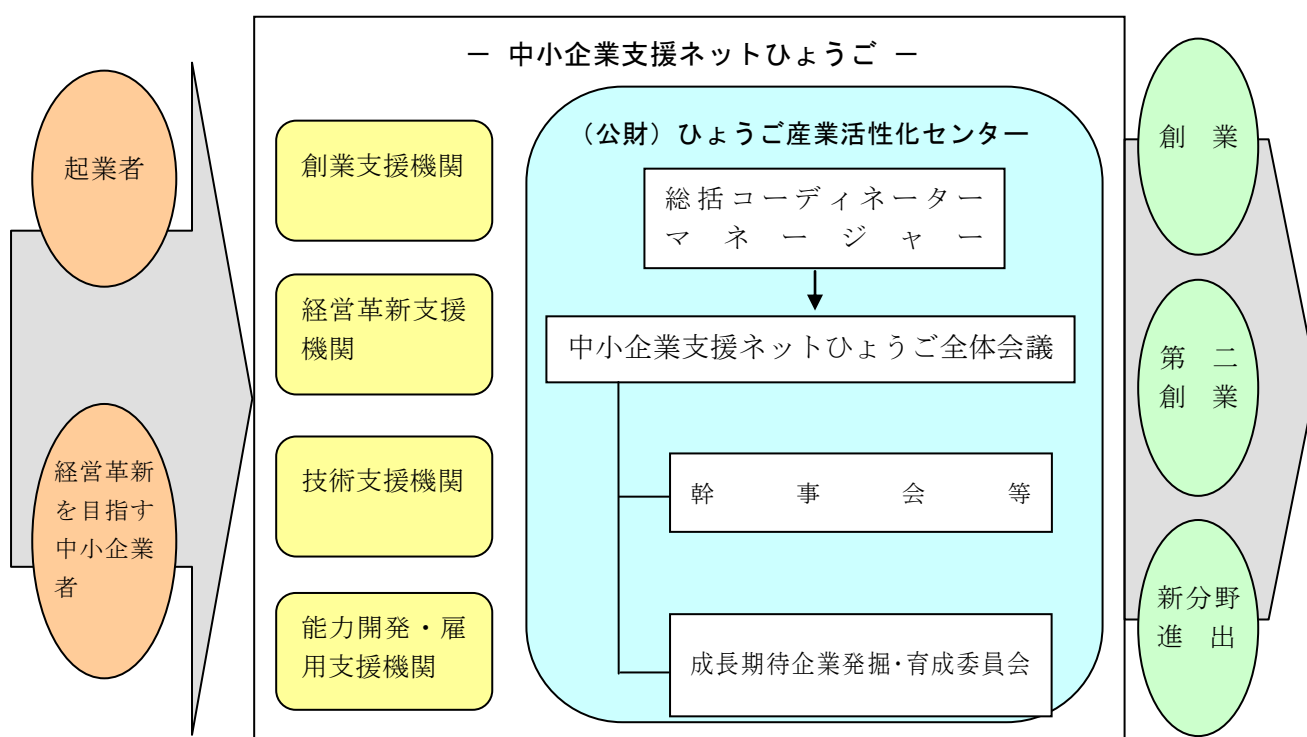 ― 中小企業支援ネットひょうご ―
起業者
経営革新
を目指す
中小企業
者
創業支援機関
経営革新支援
機関
技術支援機関
能力開発・雇
用支援機関
（公財）ひょうご産業活性化センター
総括コーディネーター
マネージャー
中小企業支援ネットひょうご全体会議
幹事会等
成長期待企業発掘・育成委員会
創業
第二
創業
新分野
進出